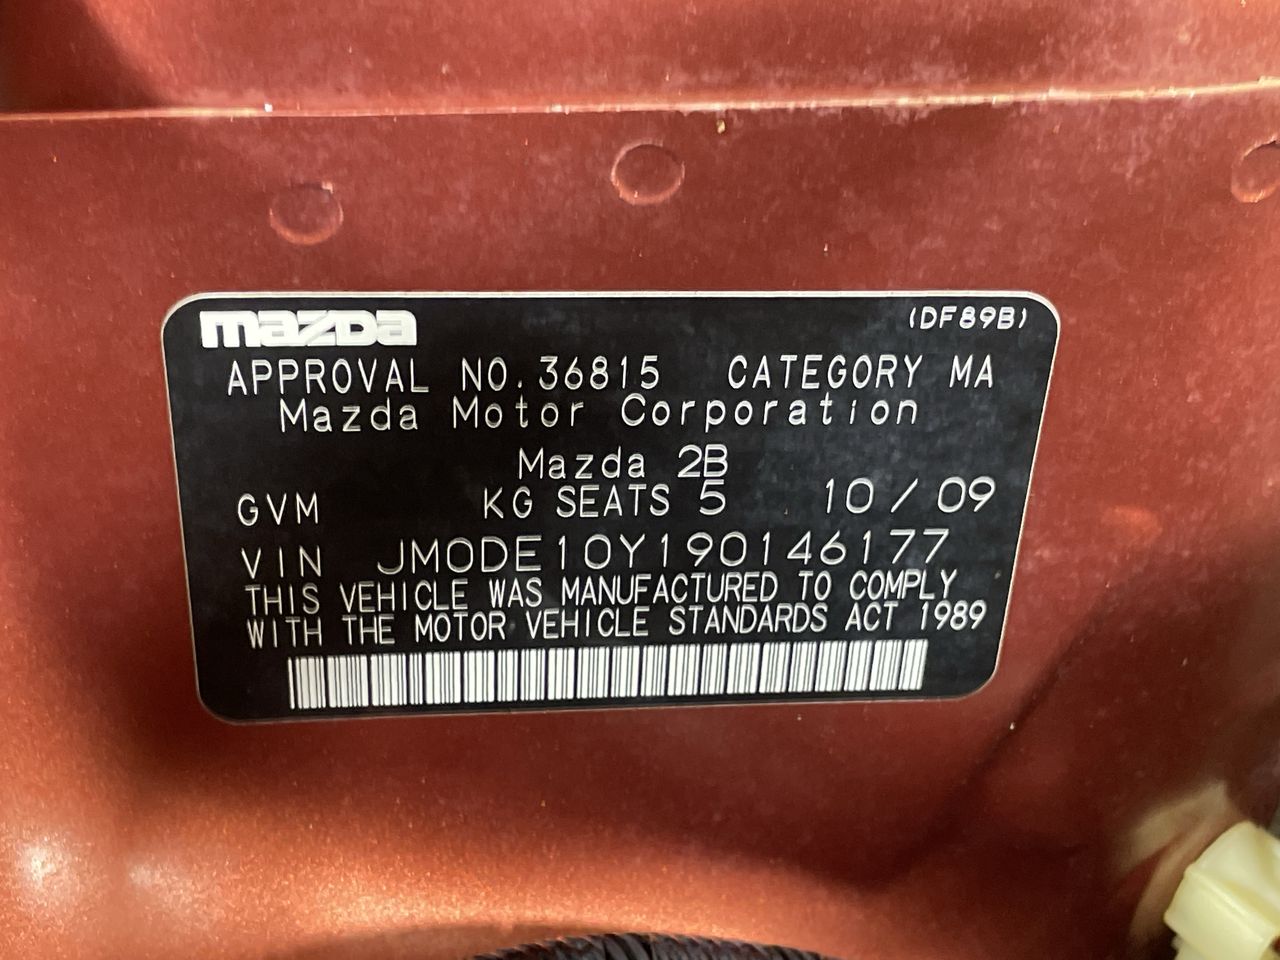 mazda (DF89B)
APPROVAL NO.36815 CATEGORY MA
Mazda Motor Corporation
Mazda 2B
GVM KG SEATS 5 10/09
VIN JM0DE10Y190146177
THIS VEHICLE WAS MANUFACTURED TO COMPLY
WITH THE MOTOR VEHICLE STANDARDS ACT 1989